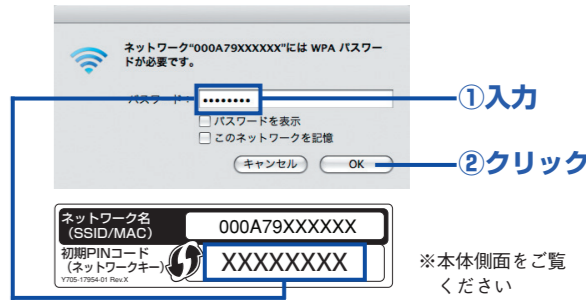 ネットワーク“000A79XXXXXX”には WPA パスワー
ドが必要です。
パスワード：
••••••••
パスワードを表示
このネットワークを記憶
キャンセル
OK
①入力
②クリック
ネットワーク名
（SSID/MAC）
000A79XXXXXX
初期PINコード
（ネットワークキー）
XXXXXXXX
Y705-17954-01 Rev.X
※本体側面をご覧
ください